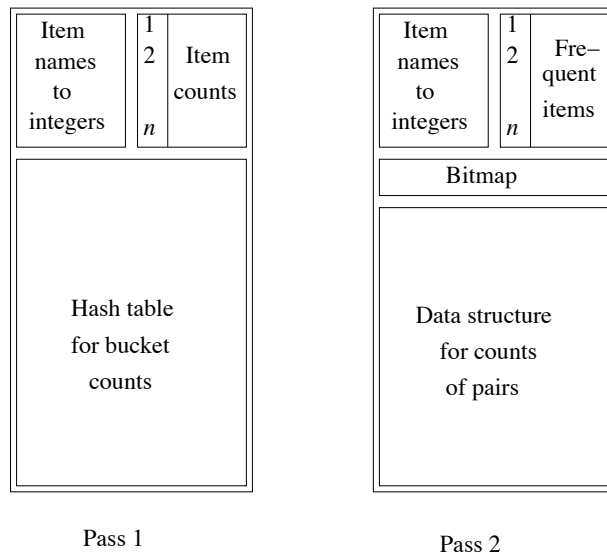 Item
names
to
integers
1
2
n
Item
counts
Hash table
for bucket
counts
Pass 1
Item
names
to
integers
1
2
n
Fre–
quent
items
Bitmap
Data structure
for counts
of pairs
Pass 2